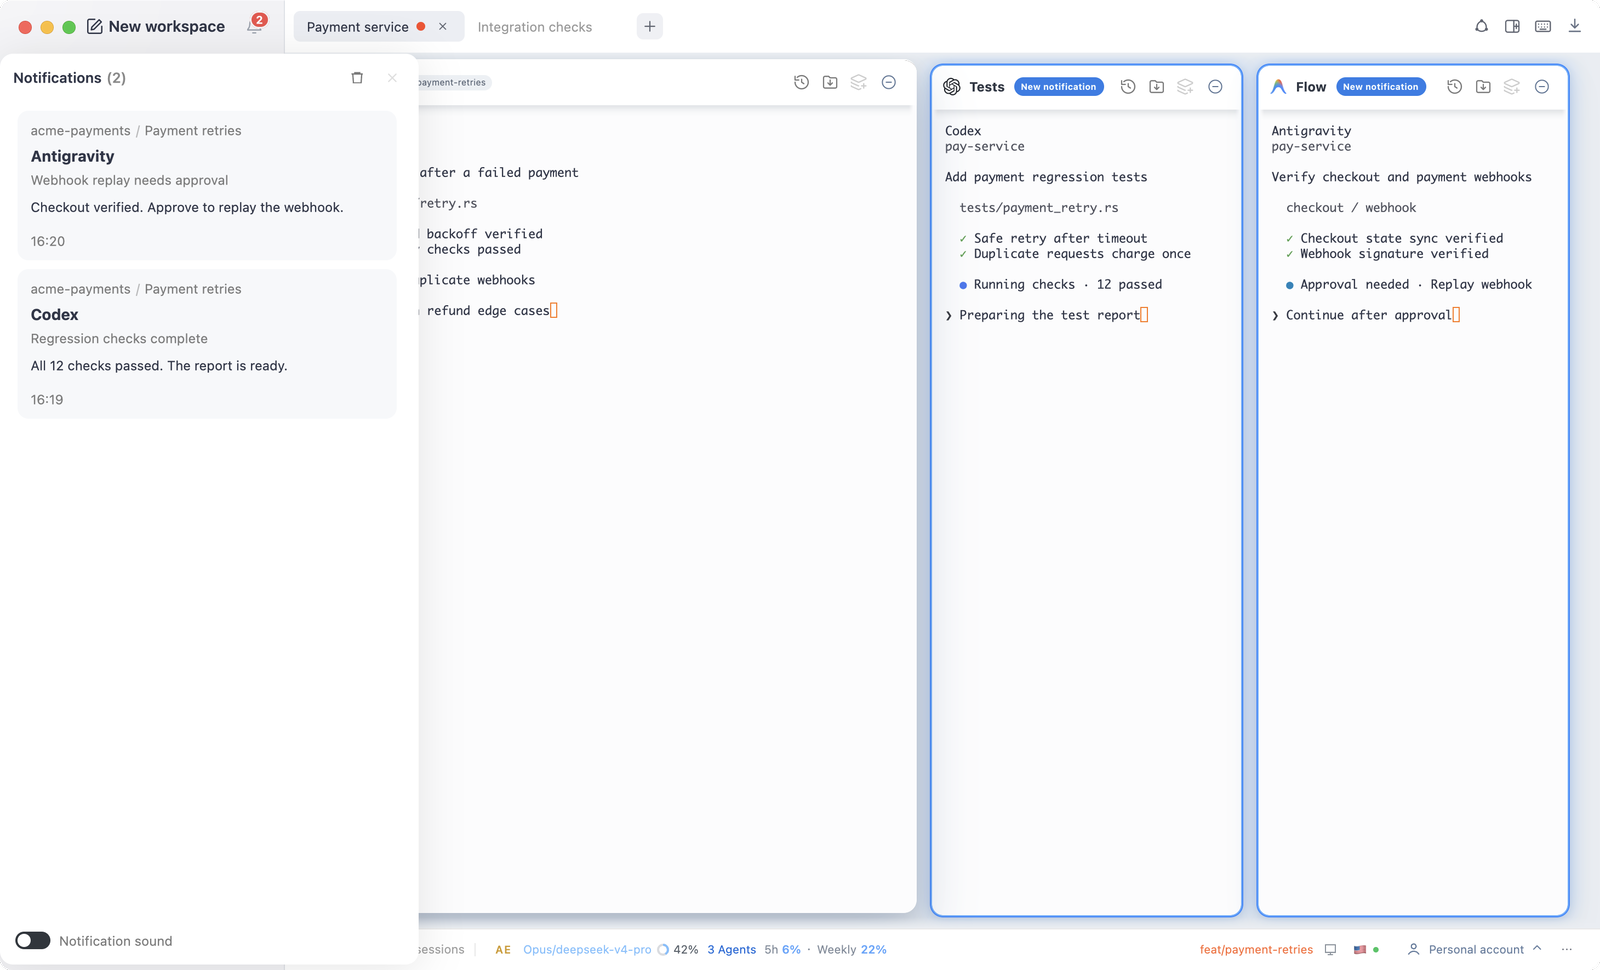 New workspace
2
Payment service
Integration checks
Notifications (2)
acme-payments / Payment retries
Antigravity
Webhook replay needs approval
Checkout verified. Approve to replay the webhook.
16:20
acme-payments / Payment retries
Codex
Regression checks complete
All 12 checks passed. The report is ready.
16:19
Notification sound
payment-retries
after a failed payment
retry.rs
backoff verified
checks passed
plicate webhooks
refund edge cases
Tests
New notification
Codex
pay-service
Add payment regression tests
tests/payment_retry.rs
✓ Safe retry after timeout
✓ Duplicate requests charge once
● Running checks · 12 passed
❯ Preparing the test report
Flow
New notification
Antigravity
pay-service
Verify checkout and payment webhooks
checkout / webhook
✓ Checkout state sync verified
✓ Webhook signature verified
● Approval needed · Replay webhook
❯ Continue after approval
sessions
AE
Opus/deepseek-v4-pro
42%
3 Agents
5h 6% · Weekly 22%
feat/payment-retries
Personal account